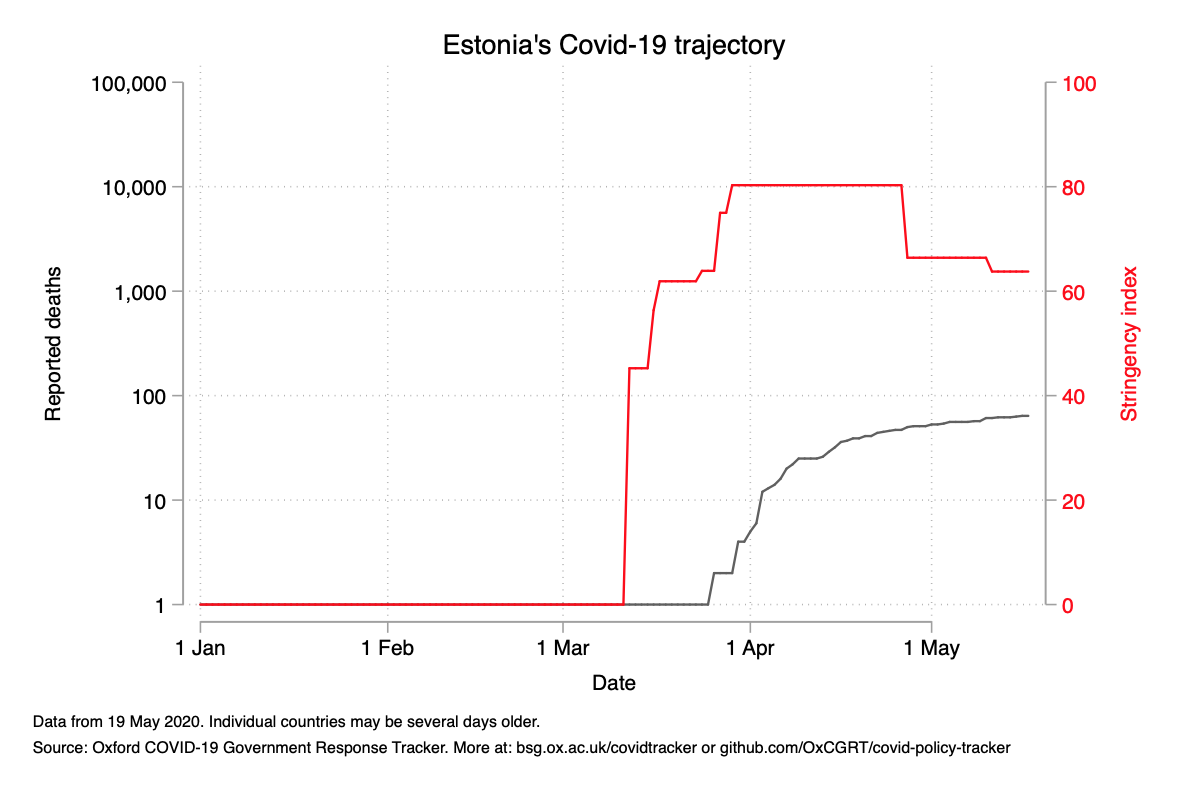 Estonia's Covid-19 trajectory
100,000
10,000
1,000
100
10
1
Reported deaths
100
80
60
40
20
0
Stringency index
1 Jan
1 Feb
1 Mar
1 Apr
1 May
Date
Data from 19 May 2020. Individual countries may be several days older.
Source: Oxford COVID-19 Government Response Tracker. More at: bsg.ox.ac.uk/covidtracker or github.com/OxCGRT/covid-policy-tracker